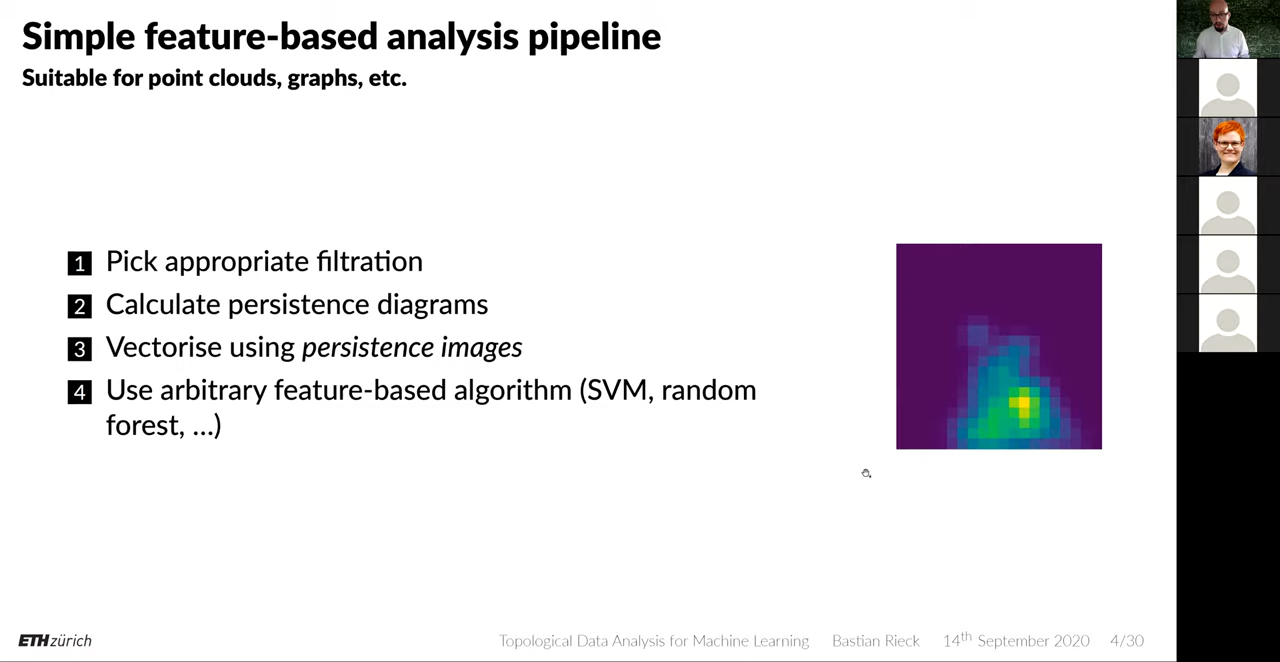 Simple feature-based analysis pipeline
Suitable for point clouds, graphs, etc.
1 Pick appropriate filtration
2 Calculate persistence diagrams
3 Vectorise using persistence images
4 Use arbitrary feature-based algorithm (SVM, random
forest, ...)
ETH zürich Topological Data Analysis for Machine Learning Bastian Rieck 14th September 2020 4/30